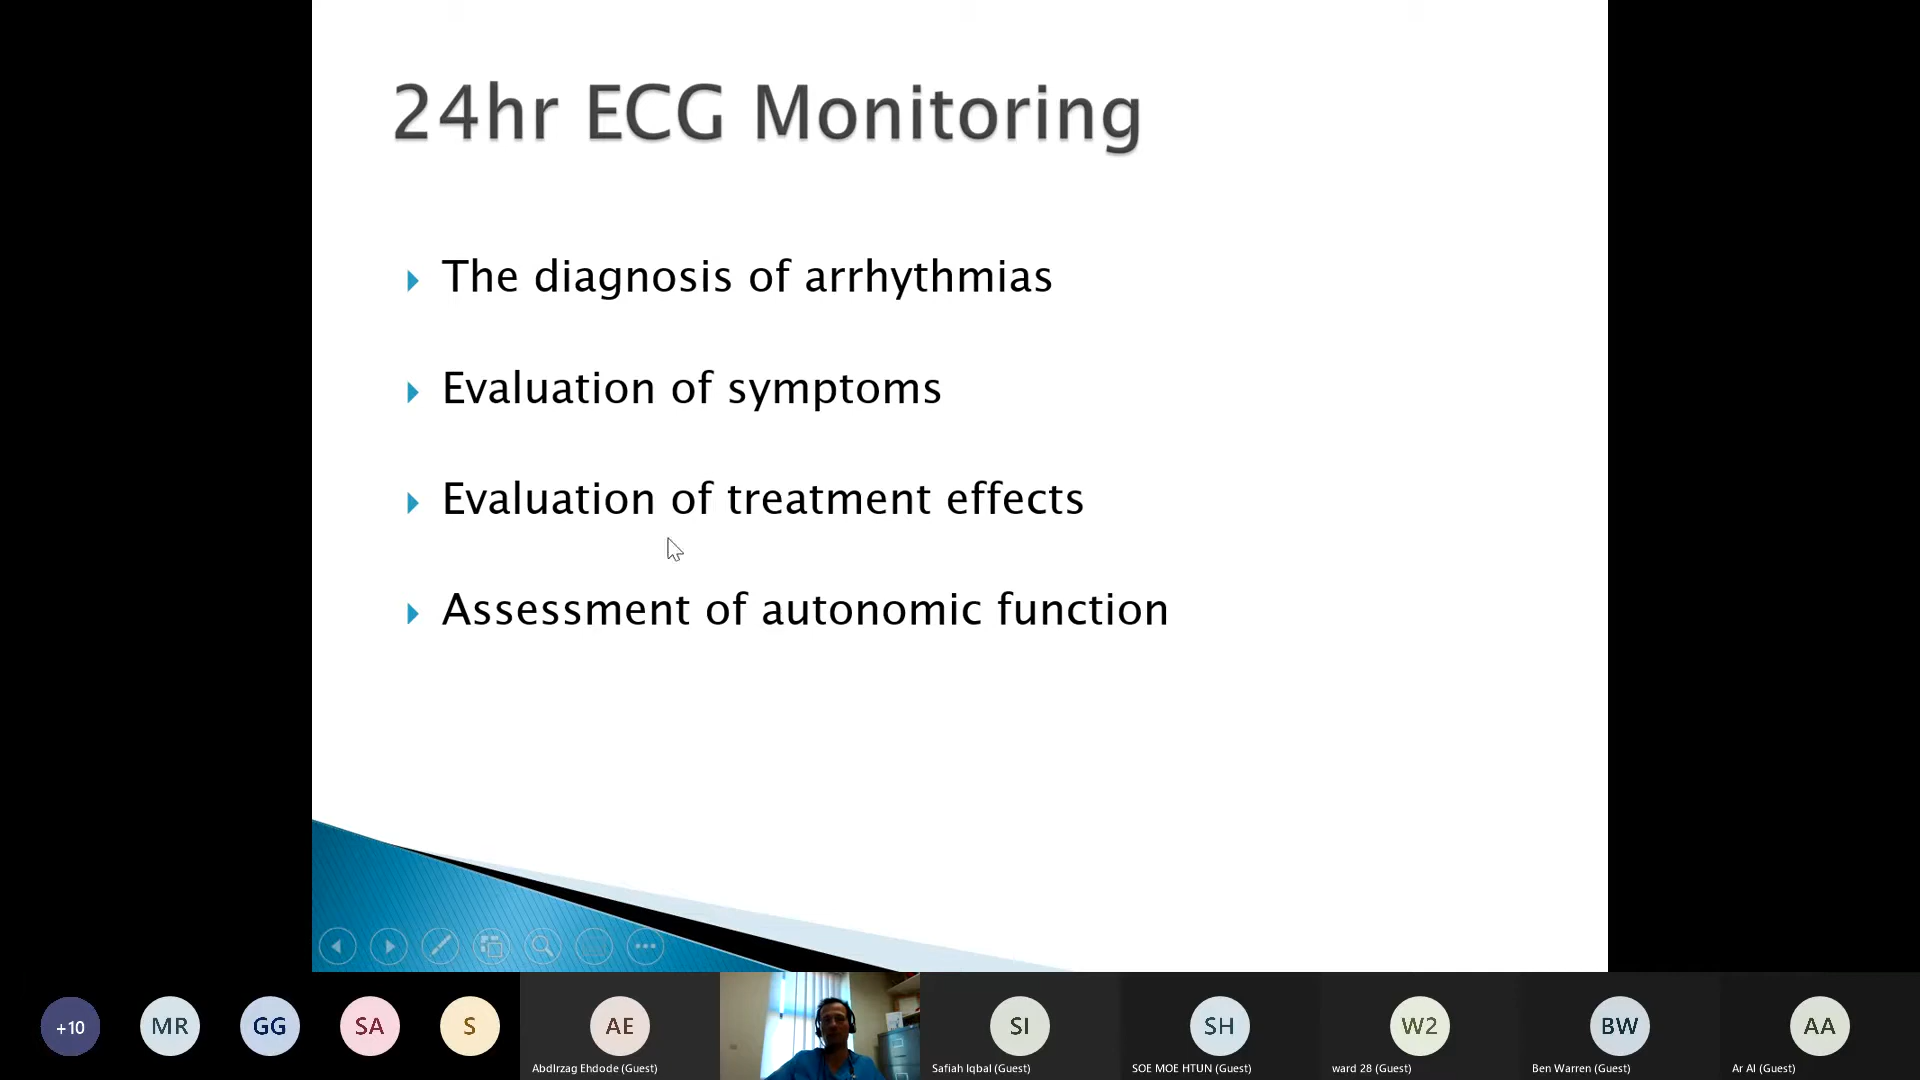 24hr ECG Monitoring
The diagnosis of arrhythmias
Evaluation of symptoms
Evaluation of treatment effects
Assessment of autonomic function
+10
MR
GG
SA
S
AE
SI
SH
W2
BW
AA
Abdlrzag Ehdode (Guest)
Safiah Iqbal (Guest)
SOE MOE HTUN (Guest)
ward 28 (Guest)
Ben Warren (Guest)
Ar Al (Guest)